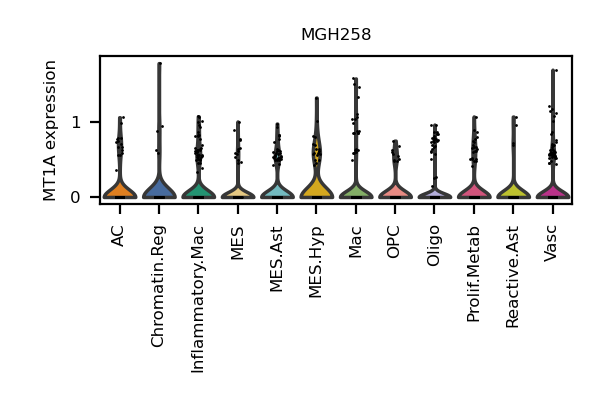 MGH258
MT1A expression
1
0
AC
Chromatin.Reg
Inflammatory.Mac
MES
MES.Ast
MES.Hyp
Mac
OPC
Oligo
Prolif.Metab
Reactive.Ast
Vasc